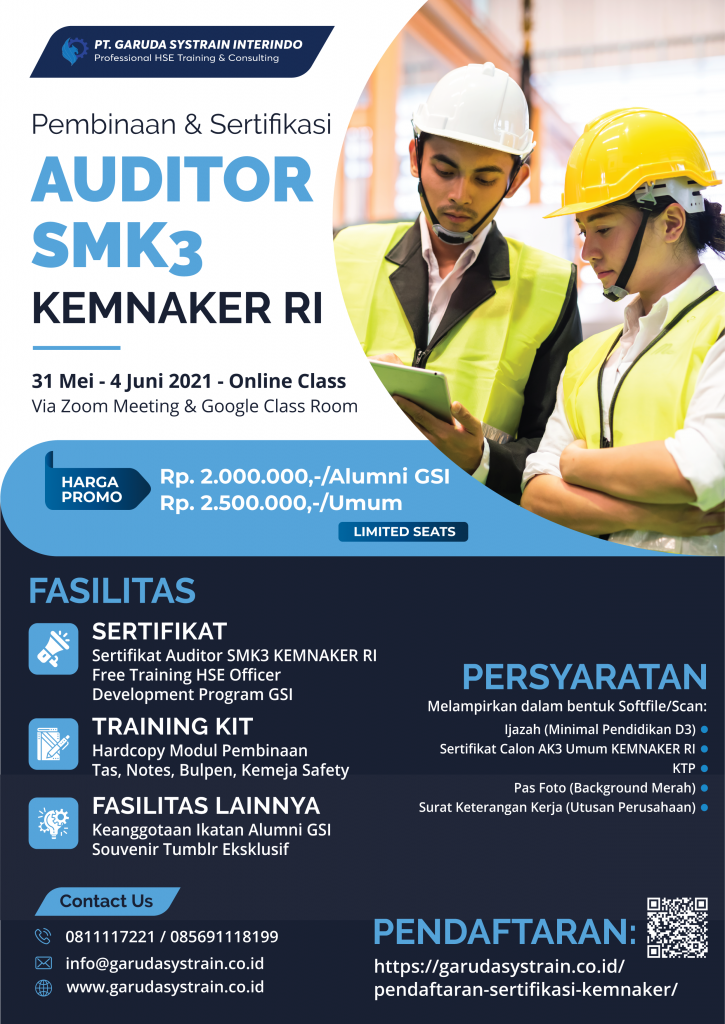 PT. GARUDA SYSTRAIN INTERINDO
Professional HSE Training & Consulting
Pembinaan & Sertifikasi
AUDITOR
SMK3
KEMNAKER RI
31 Mei - 4 Juni 2021 - Online Class
Via Zoom Meeting & Google Class Room
HARGA
PROMO
Rp. 2.000.000,-/Alumni GSI
Rp. 2.500.000,-/Umum
LIMITED SEATS
FASILITAS
SERTIFIKAT
Sertifikat Auditor SMK3 KEMNAKER RI
Free Training HSE Officer
Development Program GSI
TRAINING KIT
Hardcopy Modul Pembinaan
Tas, Notes, Bulpen, Kemeja Safety
FASILITAS LAINNYA
Keanggotaan Ikatan Alumni GSI
Souvenir Tumblr Eksklusif
PERSYARATAN
Melampirkan dalam bentuk Softfile/Scan:
Ijazah (Minimal Pendidikan D3)
Sertifikat Calon AK3 Umum KEMNAKER RI
KTP
Pas Foto (Background Merah)
Surat Keterangan Kerja (Utusan Perusahaan)
Contact Us
0811117221 / 085691118199
info@garudasystrain.co.id
www.garudasystrain.co.id
PENDAFTARAN:
https://garudasystrain.co.id/
pendaftaran-sertifikasi-kemnaker/